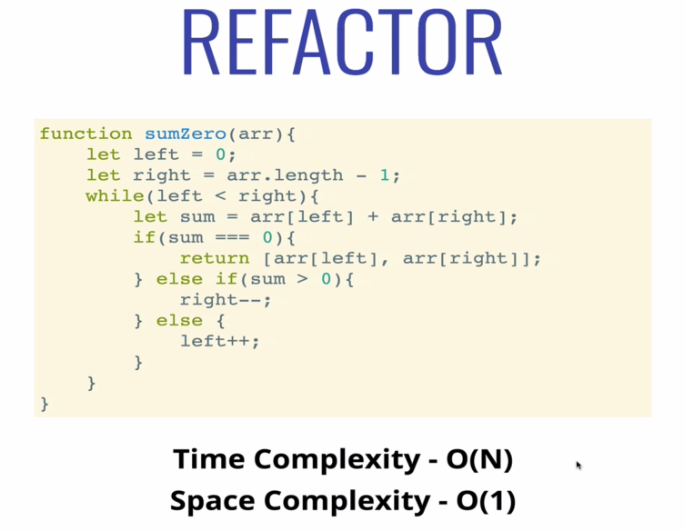 REFACTOR
function sumZero(arr){
    let left = 0;
    let right = arr.length - 1;
    while(left < right){
        let sum = arr[left] + arr[right];
        if(sum === 0){
            return [arr[left], arr[right]];
        } else if(sum > 0){
            right--;
        } else {
            left++;
        }
    }
}
Time Complexity - O(N)
Space Complexity - O(1)